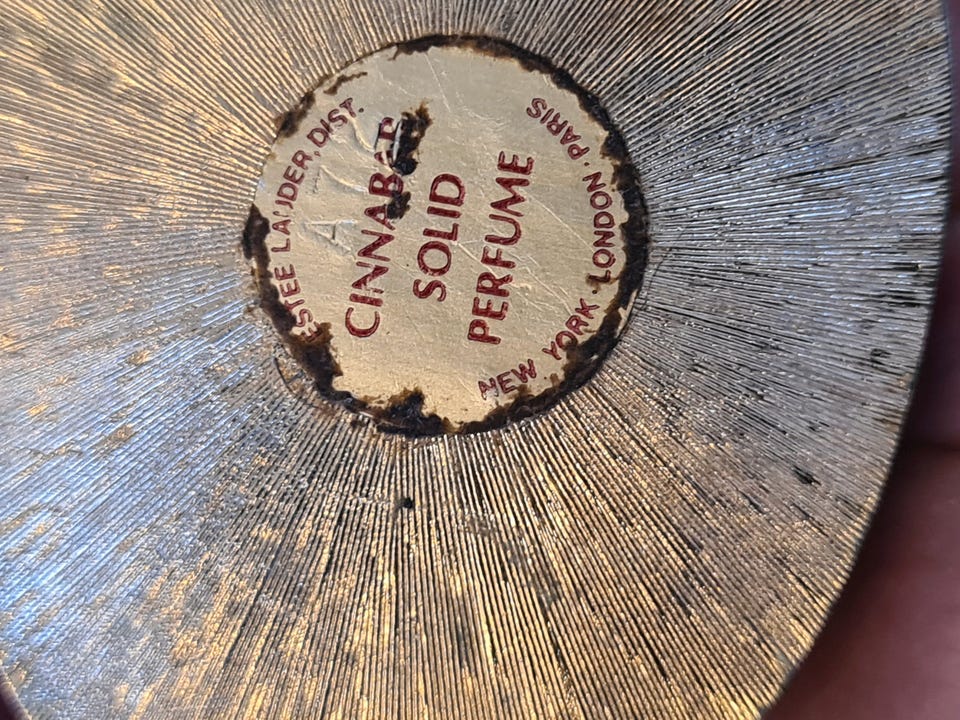 ESTEE LAUDER, DIST.
CINNABAR
SOLID
PERFUME
NEW YORK · LONDON · PARIS